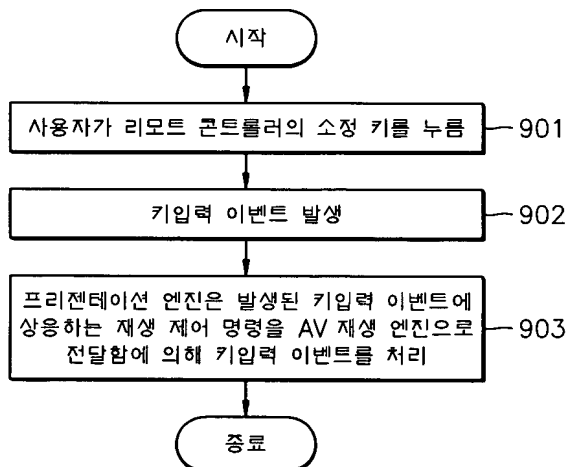 시작
사용자가 리모트 콘트롤러의 소정 키를 누름
901
키입력 이벤트 발생
902
프리젠테이션 엔진은 발생된 키입력 이벤트에
상응하는 재생 제어 명령을 AV 재생 엔진으로
전달함에 의해 키입력 이벤트를 처리
903
종료